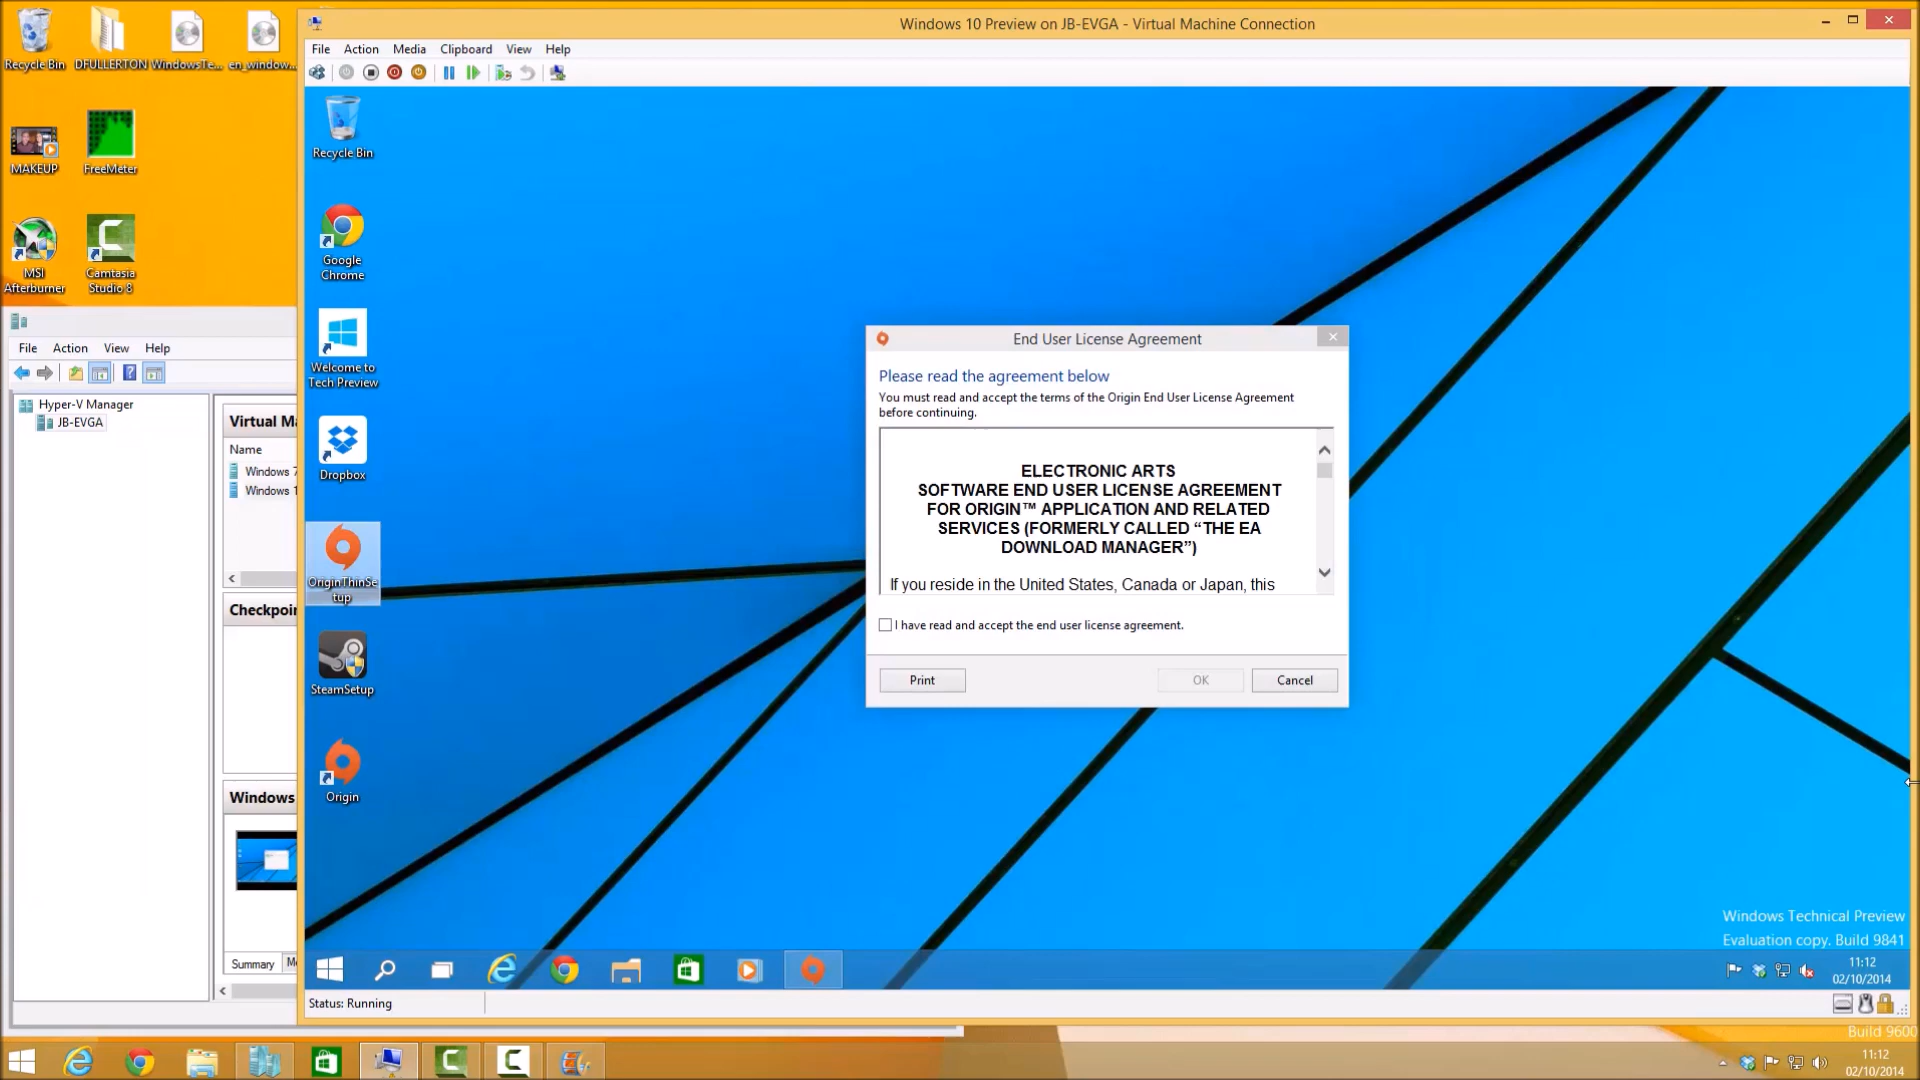 Recycle Bin
DFULLERTON
WindowsTe...
en_window...
MAKEUP
FreeMeter
MSI
Afterburner
Camtasia
Studio 8
File Action View Help
Hyper-V Manager
JB-EVGA
Virtual Ma
Name
Windows 7
Windows 1
Checkpoin
Windows
Summary
Windows 10 Preview on JB-EVGA - Virtual Machine Connection
File Action Media Clipboard View Help
Recycle Bin
Google
Chrome
Welcome to
Tech Preview
Dropbox
OriginThinSe
tup
SteamSetup
Origin
End User License Agreement
Please read the agreement below
You must read and accept the terms of the Origin End User License Agreement
before continuing.
ELECTRONIC ARTS
SOFTWARE END USER LICENSE AGREEMENT
FOR ORIGIN™ APPLICATION AND RELATED
SERVICES (FORMERLY CALLED “THE EA
DOWNLOAD MANAGER”)
If you reside in the United States, Canada or Japan, this
I have read and accept the end user license agreement.
Print
OK
Cancel
Windows Technical Preview
Evaluation copy. Build 9841
11:12
02/10/2014
Status: Running
Build 9600
11:12
02/10/2014